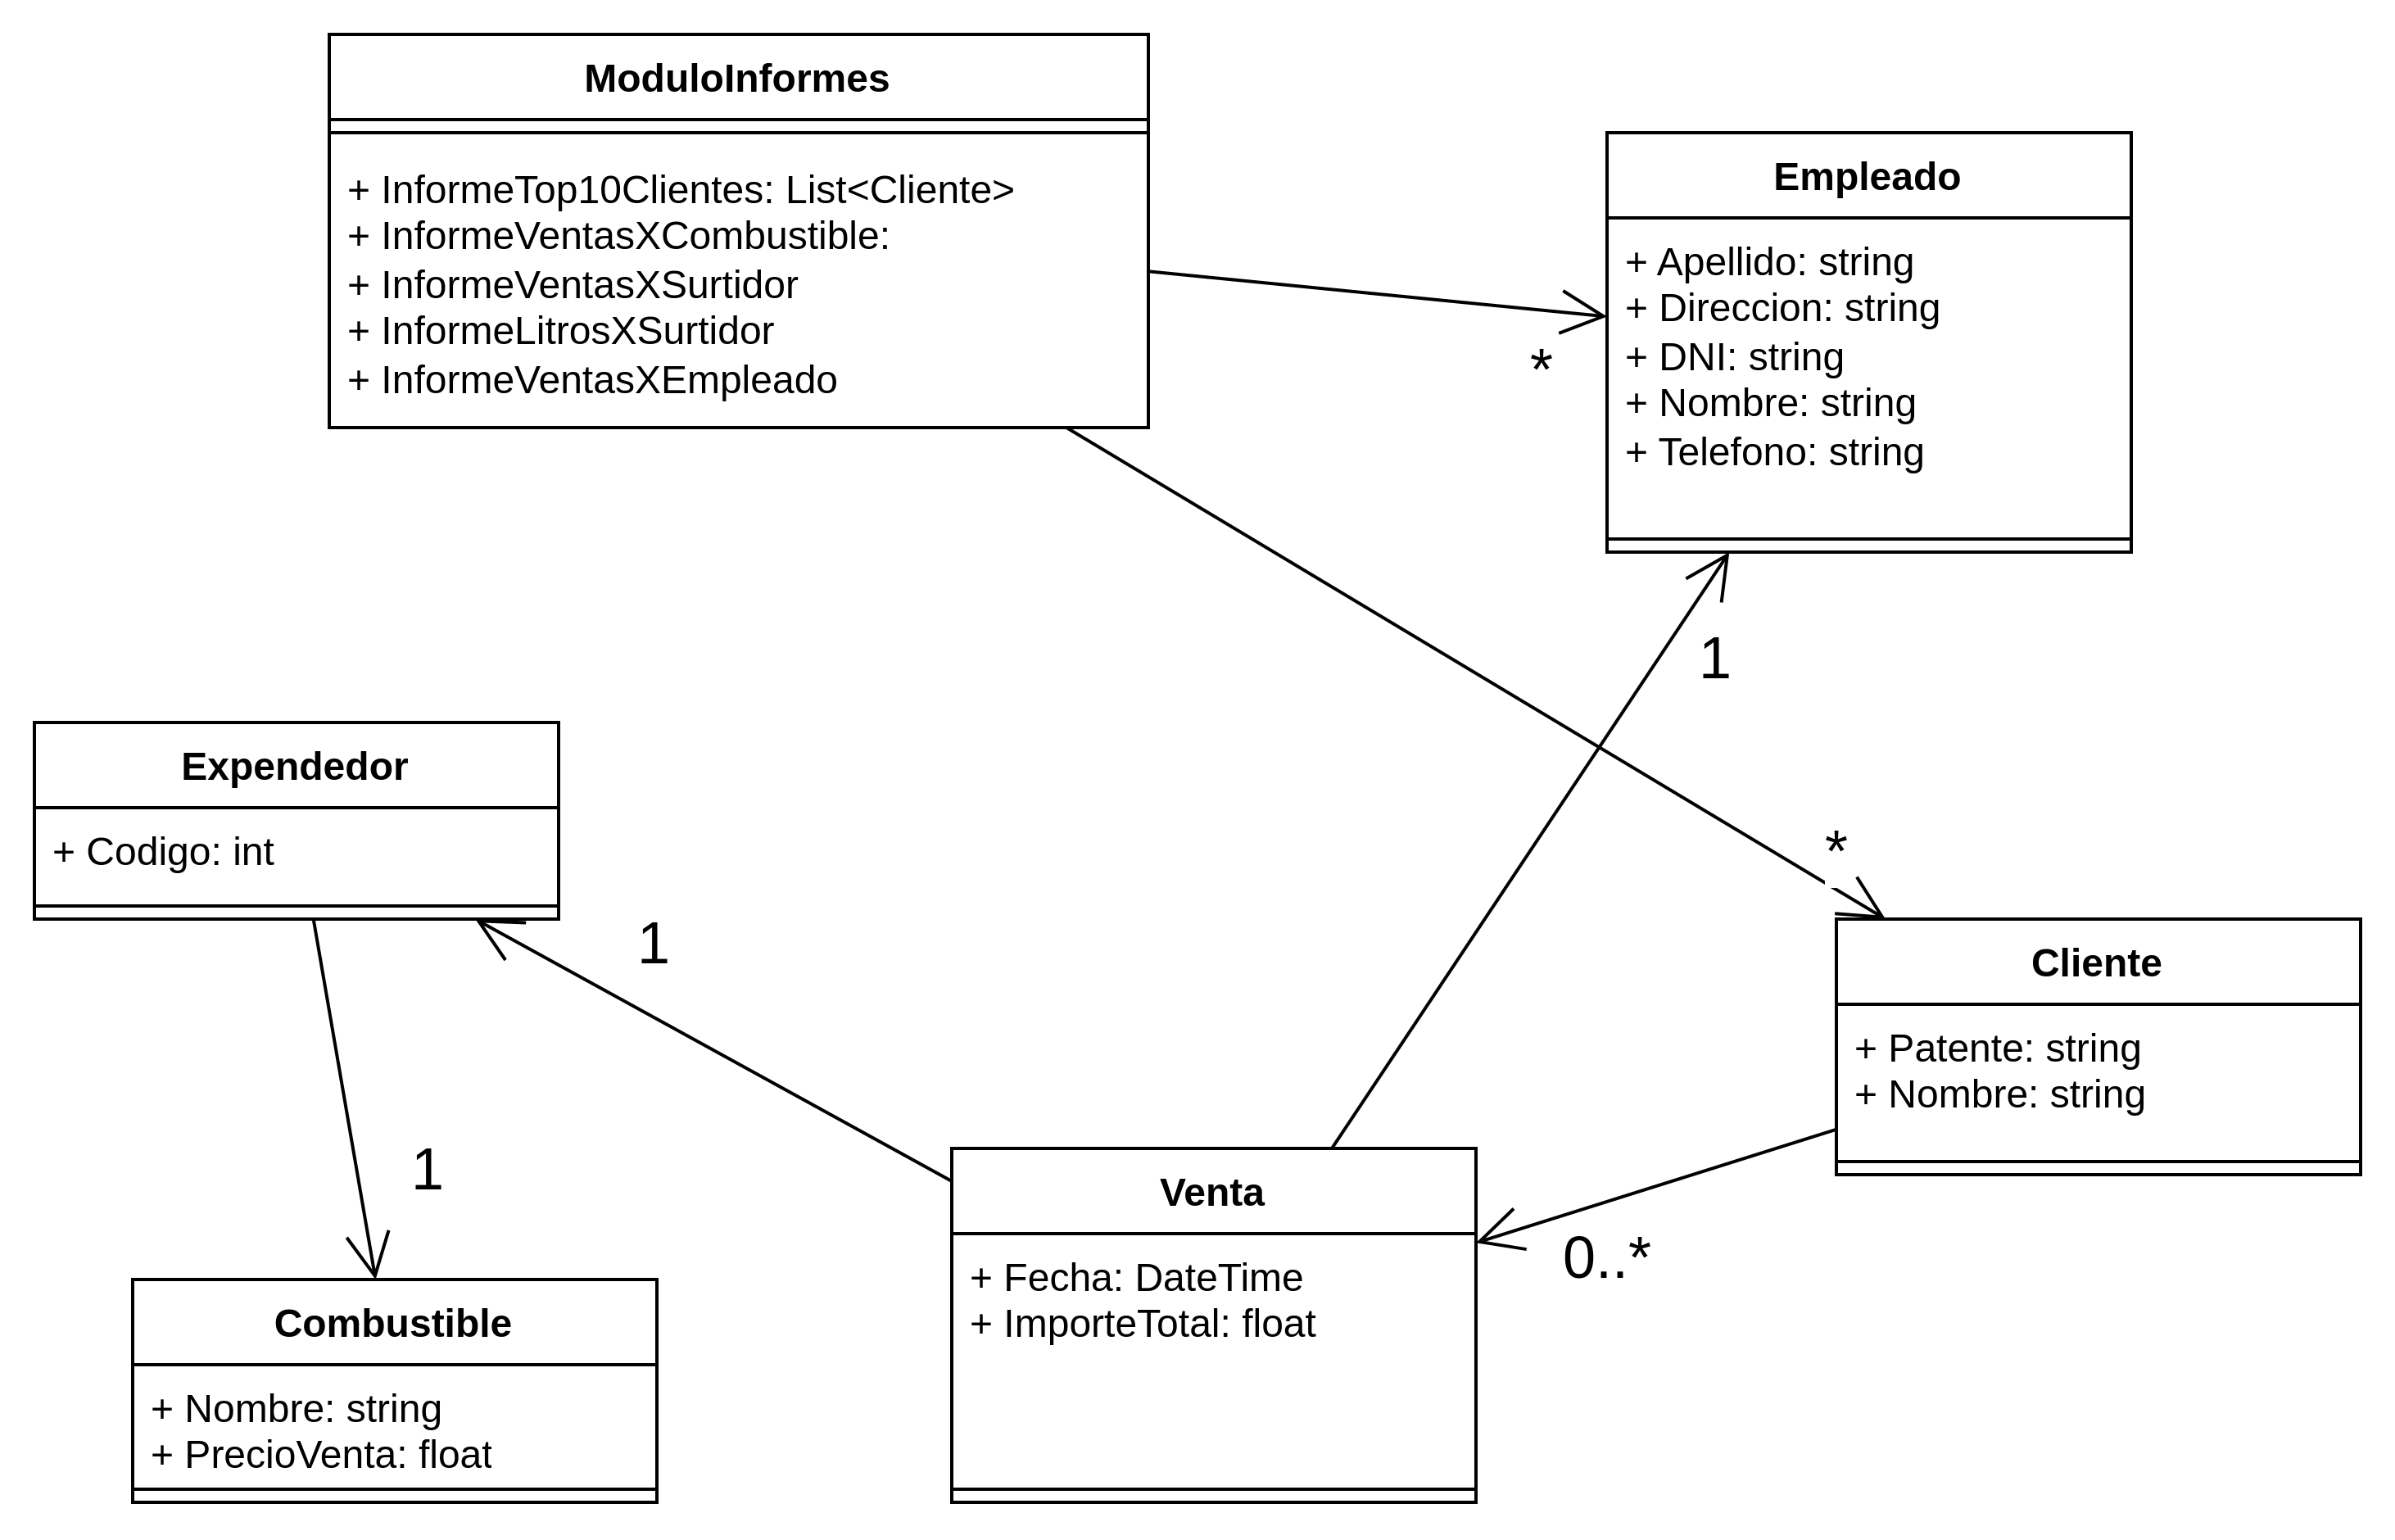 ModuloInformes
+ InformeTop10Clientes: List<Cliente>
+ InformeVentasXCombustible:
+ InformeVentasXSurtidor
+ InformeLitrosXSurtidor
+ InformeVentasXEmpleado
Empleado
+ Apellido: string
+ Direccion: string
+ DNI: string
+ Nombre: string
+ Telefono: string
*
1
*
Expendedor
+ Codigo: int
1
1
Cliente
+ Patente: string
+ Nombre: string
Combustible
+ Nombre: string
+ PrecioVenta: float
Venta
+ Fecha: DateTime
+ ImporteTotal: float
0..*